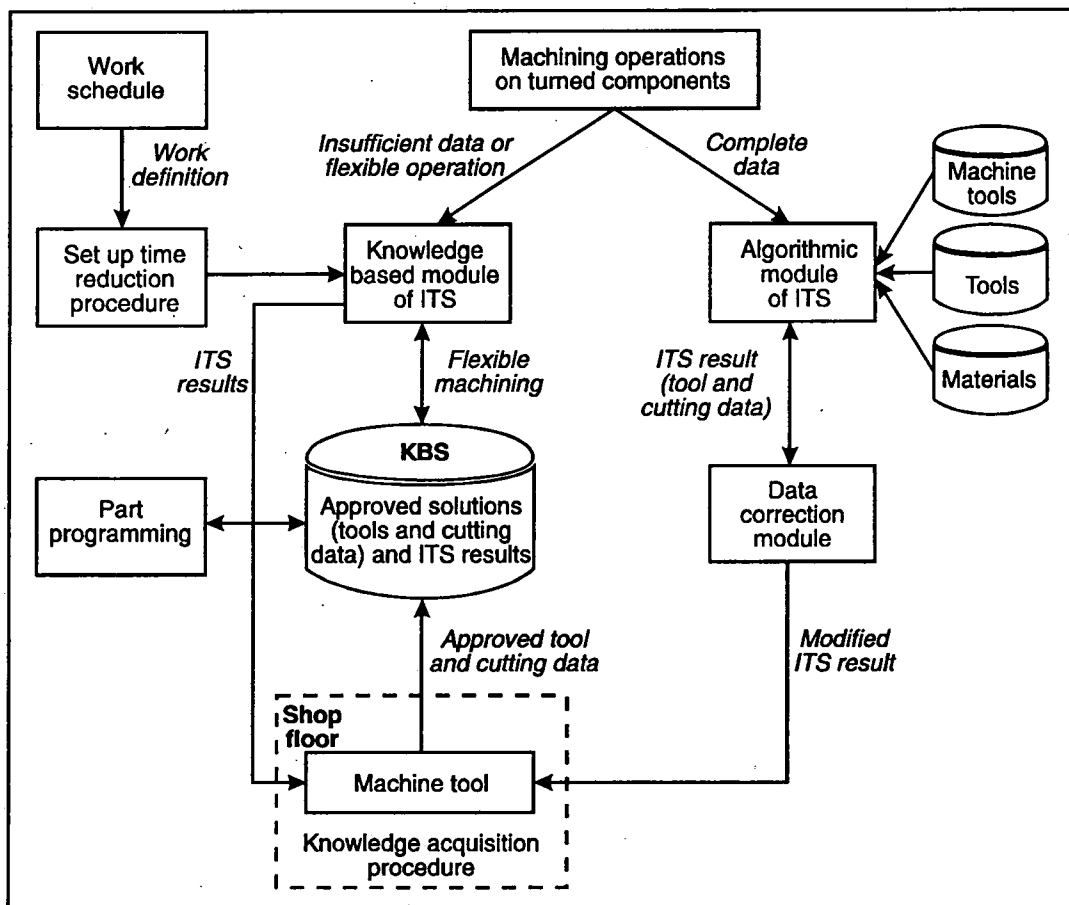 Work
schedule
Machining operations
on turned components
Work
definition
Insufficient data or
flexible operation
Complete
data
Machine
tools
Set up time
reduction
procedure
Knowledge
based module
of ITS
Algorithmic
module
of ITS
Tools
Materials
ITS
results
Flexible
machining
ITS result
(tool and
cutting data)
KBS
Approved solutions
(tools and cutting
data) and ITS results
Part
programming
Data
correction
module
Approved tool
and cutting data
Modified
ITS result
Shop
floor
Machine tool
Knowledge acquisition
procedure